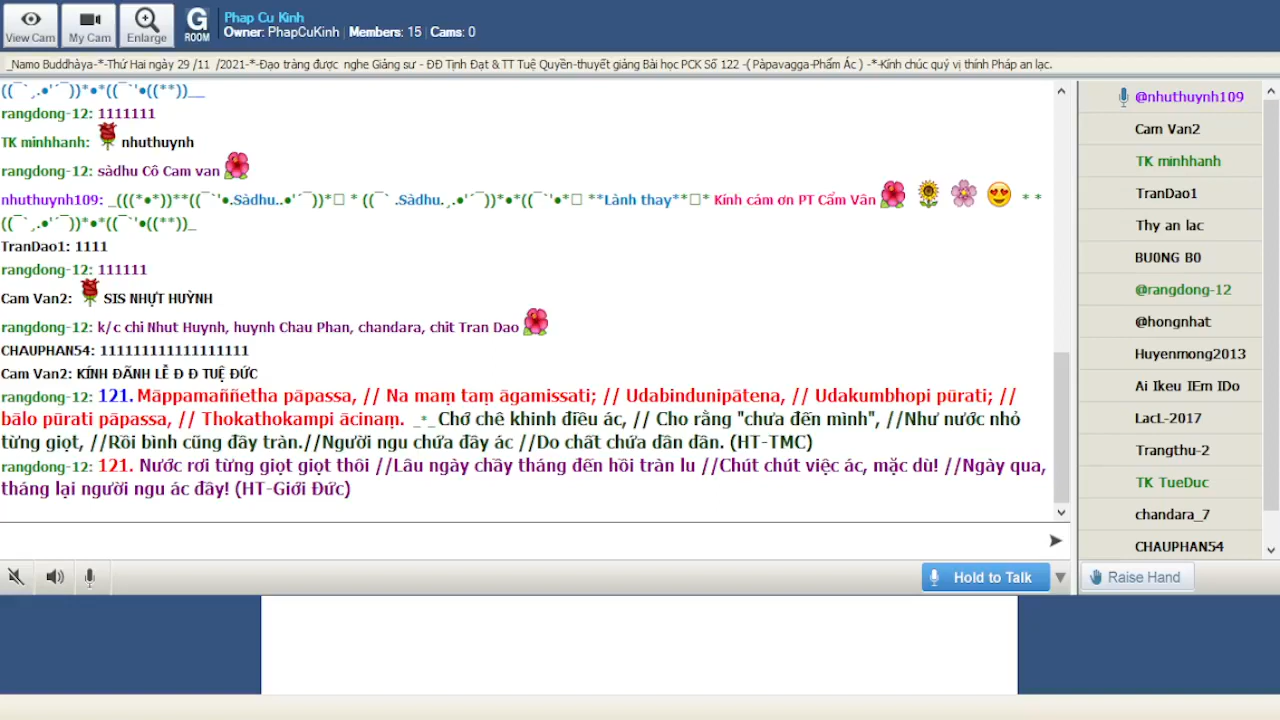 View Cam
My Cam
Enlarge
G
ROOM
Phap Cu Kinh
Owner: PhapCuKinh | Members: 15 | Cams: 0
_Namo Buddhàya-*-Thứ Hai ngày 29 /11 /2021-*-Đạo tràng được nghe Giảng sư - ĐĐ Tịnh Đạt & TT Tuệ Quyền-thuyết giảng Bài học PCK Số 122 -( Pàpavagga-Phẩm Ác ) -*-Kính chúc quý vị thính Pháp an lạc.
((¯`ˏ.•'´¯))*•*((¯`'•((**))__
rangdong-12: 1111111
TK minhhanh: nhuthuynh
rangdong-12: sàdhu Cô Cam van
nhuthuynh109: _(((*•*))**((¯`'•.Sàdhu..•'´¯))*□ * ((¯` .Sàdhu.ˏ.•'´¯))*•*((¯`'•*□ **Lành thay**□* Kính cám ơn PT Cẩm Vân * *
((¯`ˏ.•'´¯))*•*((¯`'•((**))_
TranDao1: 1111
rangdong-12: 111111
Cam Van2: SIS NHỰT HUỲNH
rangdong-12: k/c chi Nhut Huynh, huynh Chau Phan, chandara, chit Tran Dao
CHAUPHAN54: 111111111111111111
Cam Van2: KÍNH ĐÃNH LỄ Đ Đ TUỆ ĐỨC
rangdong-12: 121. Māppamaññetha pāpassa, // Na maṃ taṃ āgamissati; // Udabindunipātena, // Udakumbhopi pūrati; //
bālo pūrati pāpassa, // Thokathokampi ācinaṃ. _*_ Chớ chê khinh điều ác, // Cho rằng "chưa đến mình", //Như nước nhỏ
từng giọt, //Rồi bình cũng đầy tràn.//Người ngu chứa đầy ác //Do chất chứa dần dần. (HT-TMC)
rangdong-12: 121. Nước rơi từng giọt giọt thôi //Lâu ngày chầy tháng đến hồi tràn lu //Chút chút việc ác, mặc dù! //Ngày qua,
tháng lại người ngu ác đầy! (HT-Giới Đức)
@nhuthuynh109
Cam Van2
TK minhhanh
TranDao1
Thy an lac
BU0NG B0
@rangdong-12
@hongnhat
Huyenmong2013
Ai Ikeu IEm IDo
LacL-2017
Trangthu-2
TK TueDuc
chandara_7
CHAUPHAN54
Hold to Talk
Raise Hand